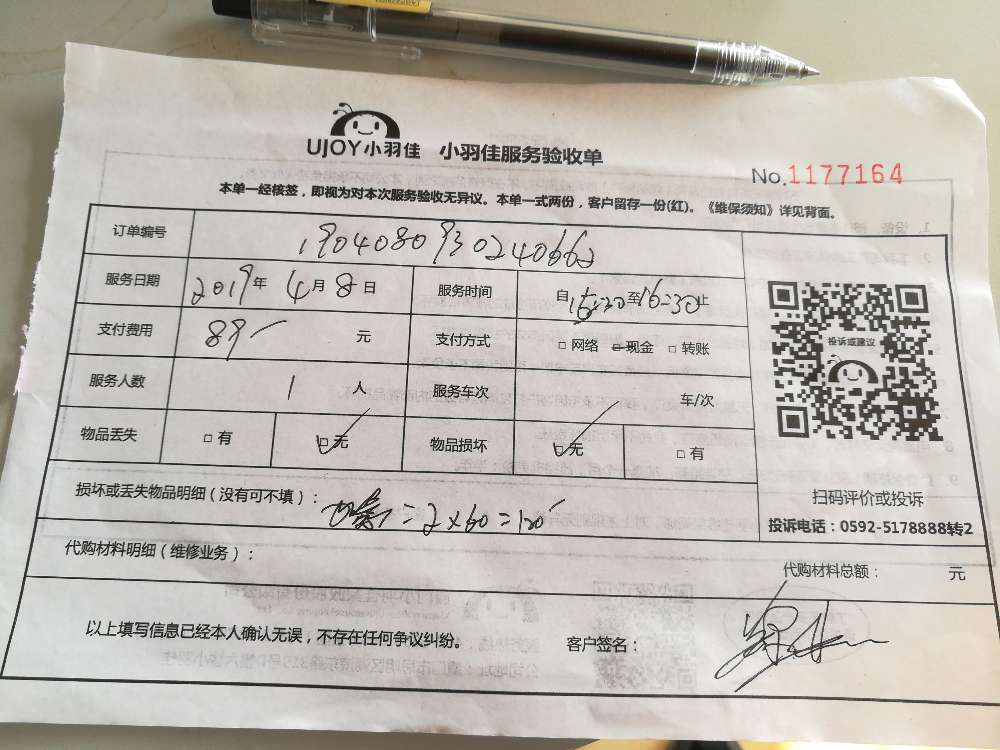 UJOY小羽佳 小羽佳服务验收单
No.1177164
本单一经核签，即视为对本次服务验收无异议。本单一式两份，客户留存一份(红)。《维保须知》详见背面。
订单编号 1904080930240662
服务日期 2019年4月8日 服务时间 自15:30至16:30止
支付费用 89 元 支付方式 □网络 □现金 □转账
服务人数 1 人 服务车次 车/次
物品丢失 □有 □无 物品损坏 □无 □有
投诉或建议
扫码评价或投诉
投诉电话：0592-5178888转2
损坏或丢失物品明细（没有可不填）： =2×60=120
代购材料明细（维修业务）：
代购材料总额： 元
以上填写信息已经本人确认无误，不存在任何争议纠纷。 客户签名：